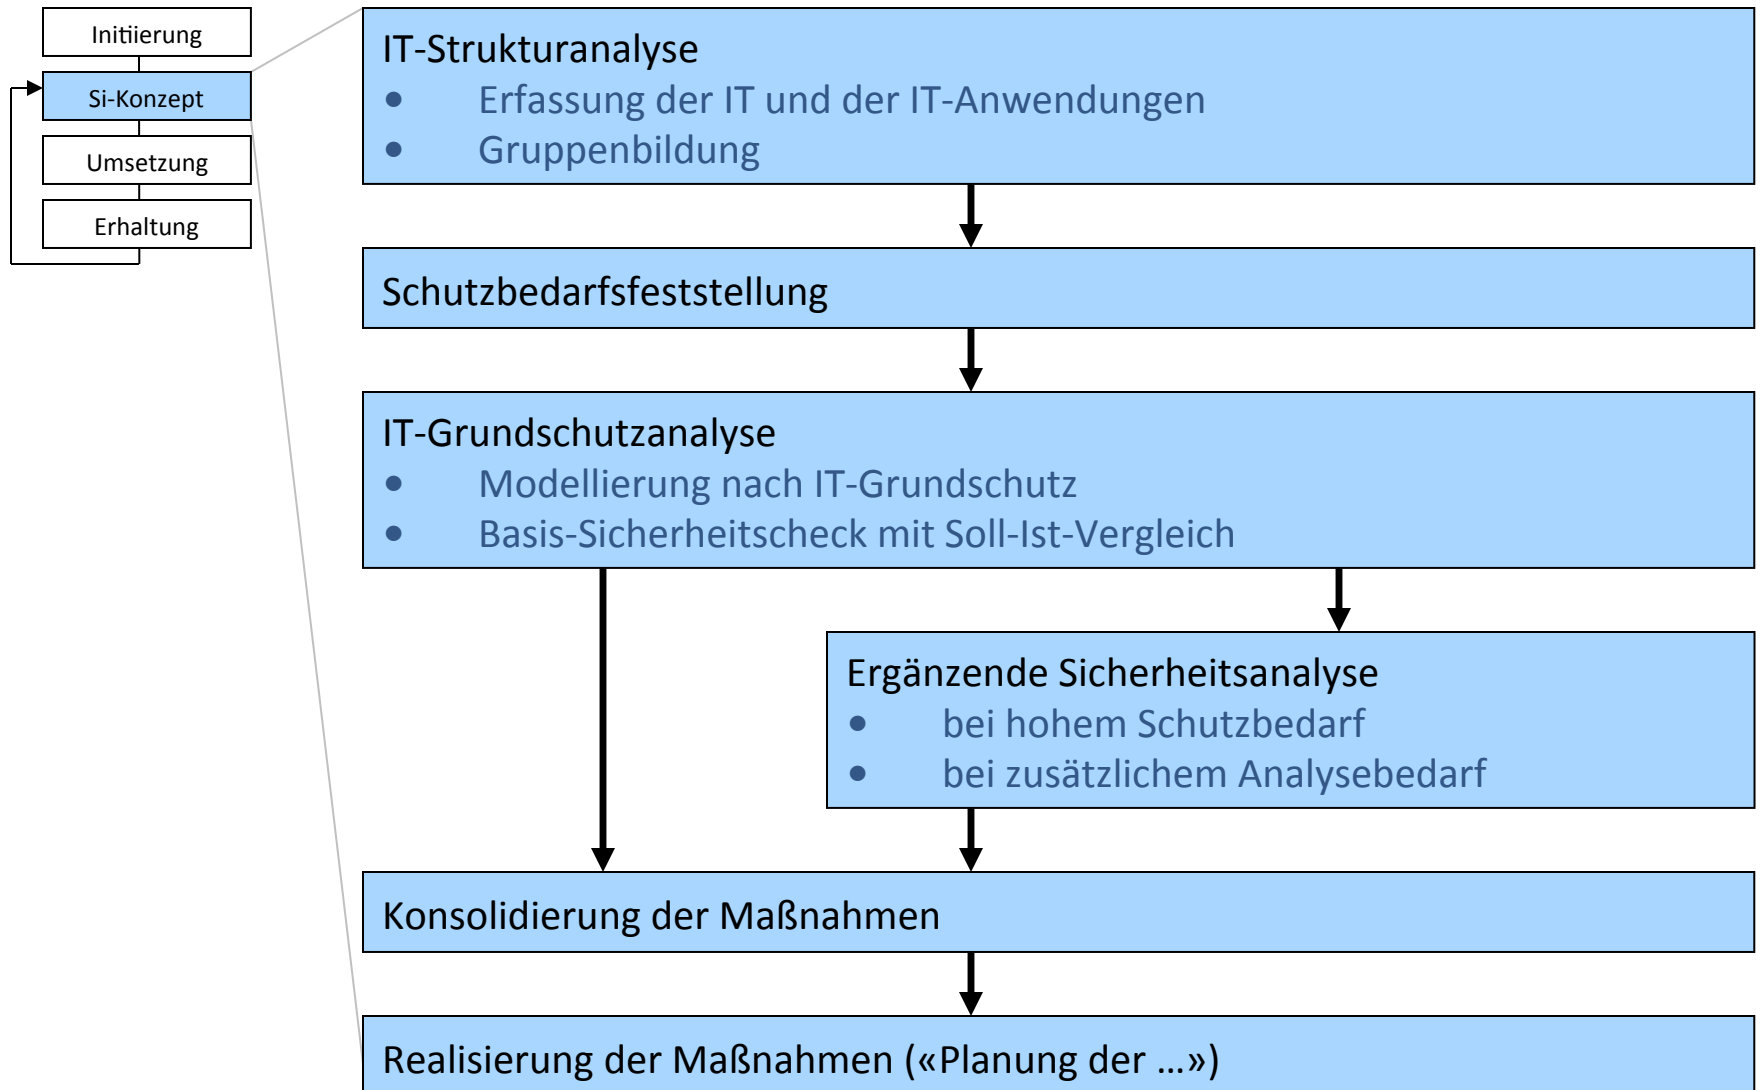 Initiierung
Si-Konzept
Umsetzung
Erhaltung
IT-Strukturanalyse
• Erfassung der IT und der IT-Anwendungen
• Gruppenbildung
Schutzbedarfsfeststellung
IT-Grundschutzanalyse
• Modellierung nach IT-Grundschutz
• Basis-Sicherheitscheck mit Soll-Ist-Vergleich
Ergänzende Sicherheitsanalyse
• bei hohem Schutzbedarf
• bei zusätzlichem Analysebedarf
Konsolidierung der Maßnahmen
Realisierung der Maßnahmen («Planung der …»)